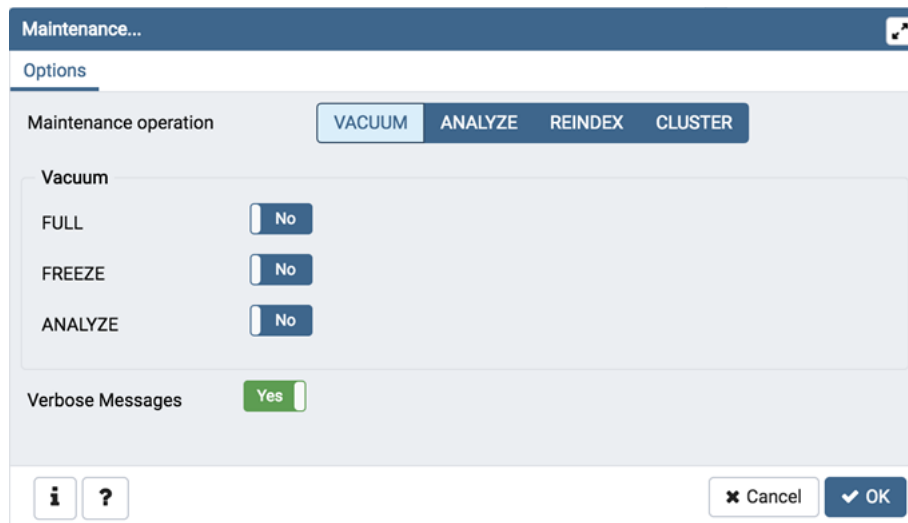 Maintenance...
Options
Maintenance operation VACUUM ANALYZE REINDEX CLUSTER
Vacuum
FULL No
FREEZE No
ANALYZE No
Verbose Messages Yes
i ? Cancel OK